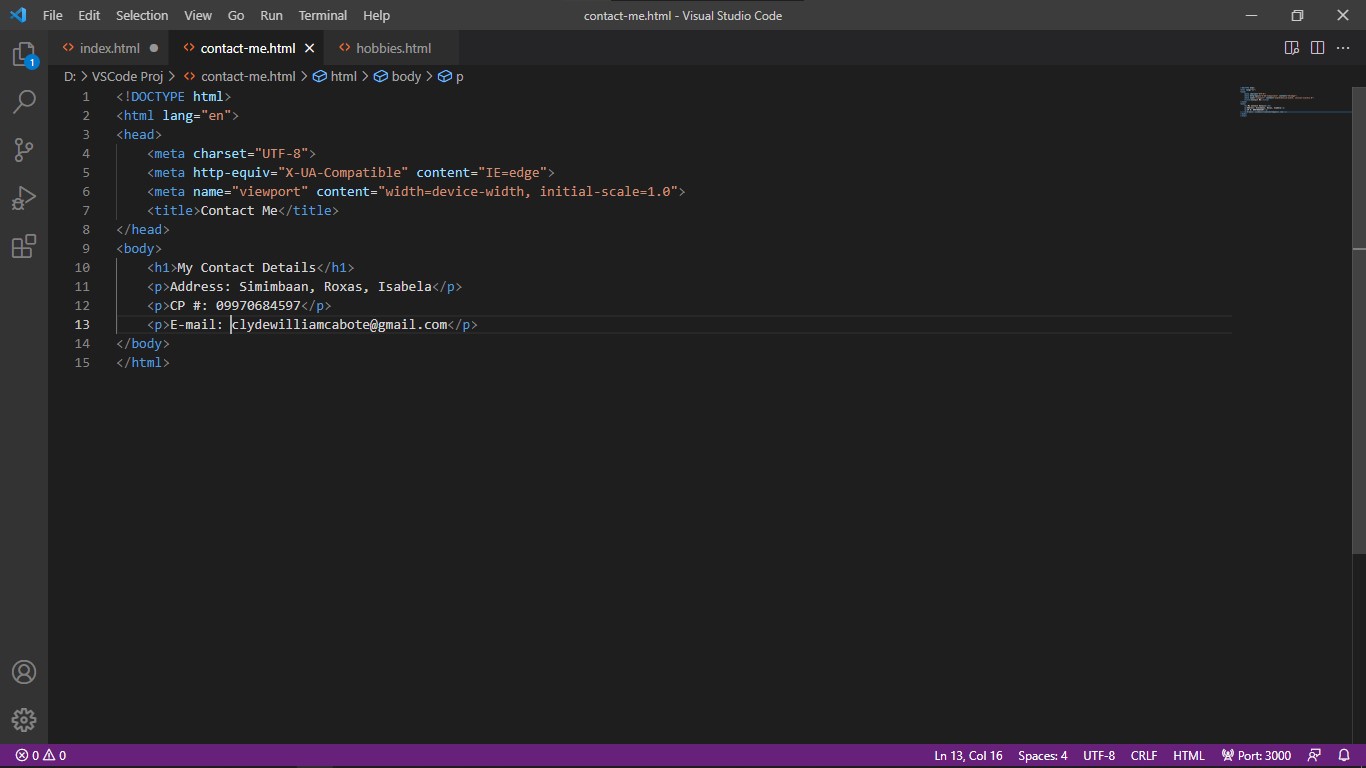 File Edit Selection View Go Run Terminal Help contact-me.html - Visual Studio Code
index.html contact-me.html hobbies.html
1
D: > VSCode Proj > contact-me.html > html > body > p
1 <!DOCTYPE html>
2 <html lang="en">
3 <head>
4 <meta charset="UTF-8">
5 <meta http-equiv="X-UA-Compatible" content="IE=edge">
6 <meta name="viewport" content="width=device-width, initial-scale=1.0">
7 <title>Contact Me</title>
8 </head>
9 <body>
10 <h1>My Contact Details</h1>
11 <p>Address: Simimbaan, Roxas, Isabela</p>
12 <p>CP #: 09970684597</p>
13 <p>E-mail: clydewilliamcabote@gmail.com</p>
14 </body>
15 </html>
0 0 Ln 13, Col 16 Spaces: 4 UTF-8 CRLF HTML Port: 3000